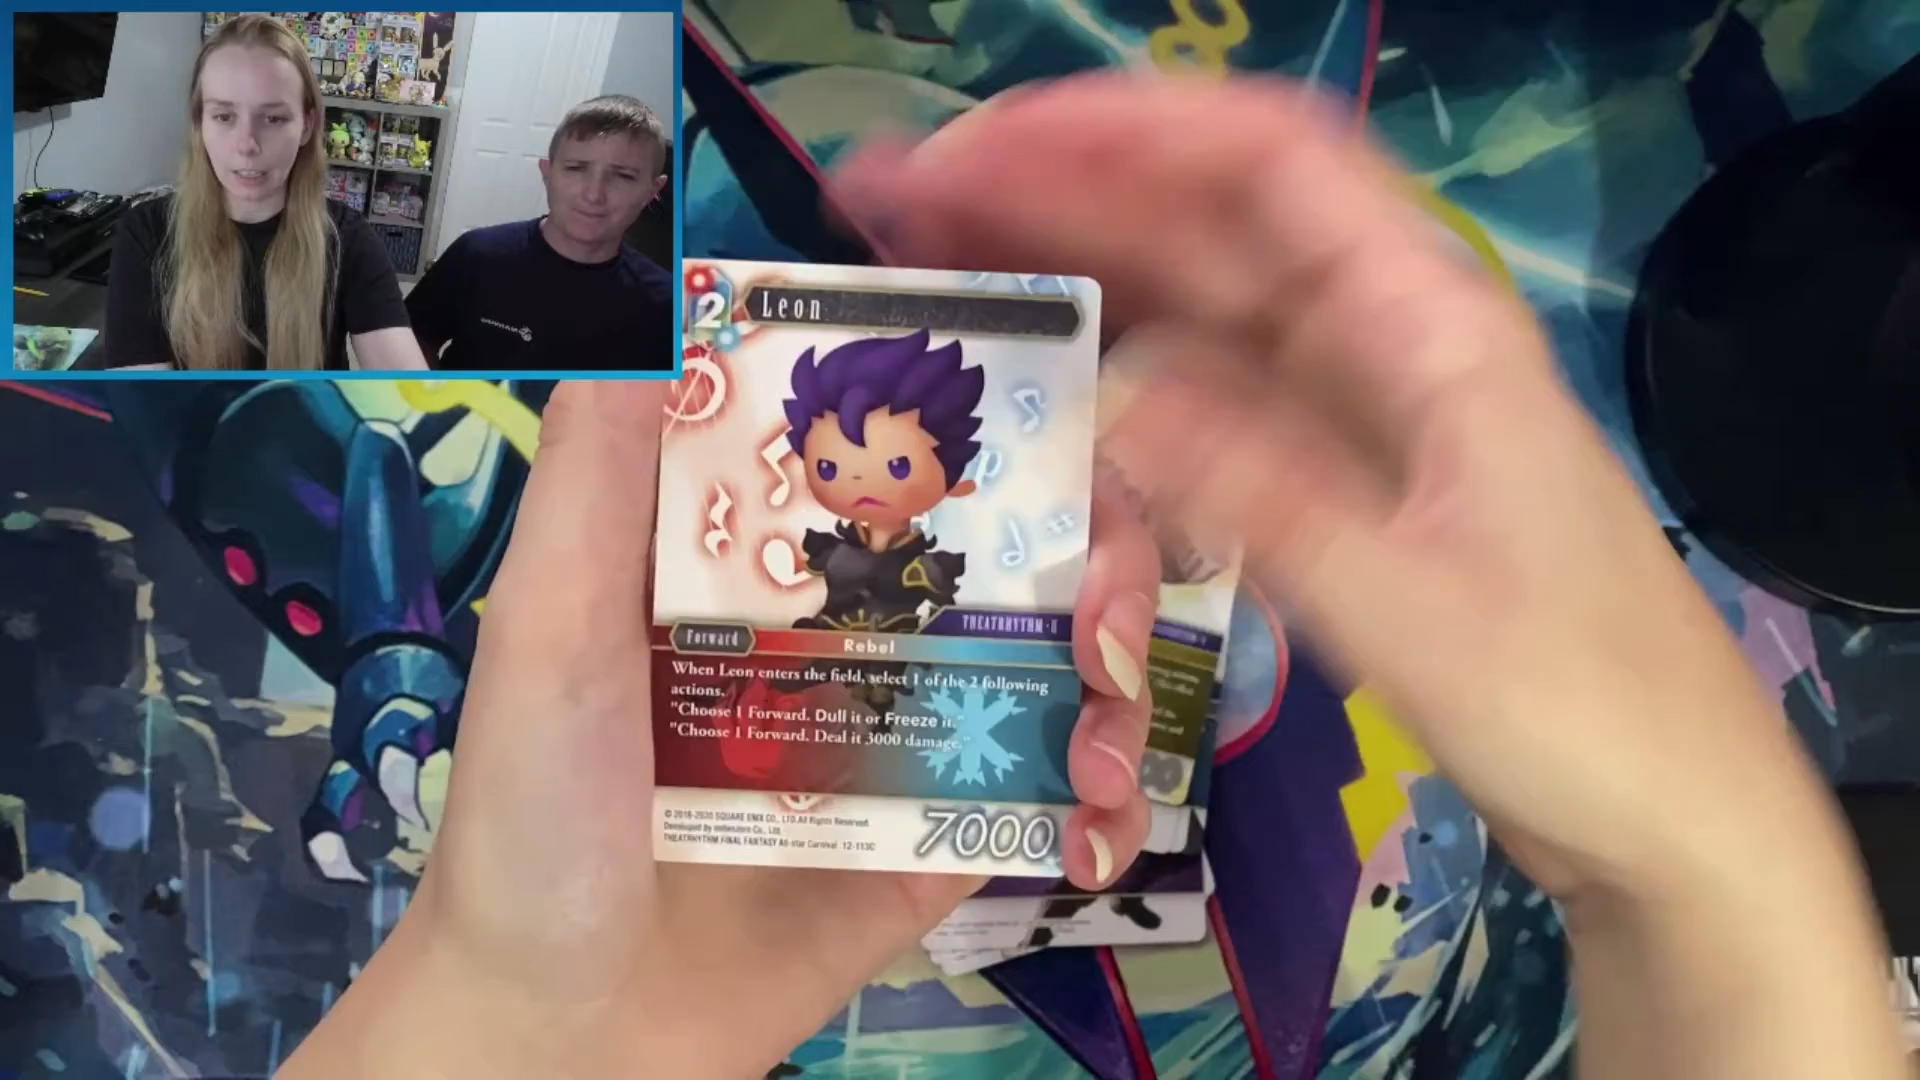 2
Leon
THEATRHYTHM·II
Forward
Rebel
When Leon enters the field, select 1 of the 2 following
actions.
"Choose 1 Forward. Dull it or Freeze it."
"Choose 1 Forward. Deal it 3000 damage."
© 2016-2020 SQUARE ENIX CO., LTD. All Rights Reserved.
Developed by indieszero Co., Ltd.
THEATRHYTHM FINAL FANTASY All-star Carnival 12-113C
7000